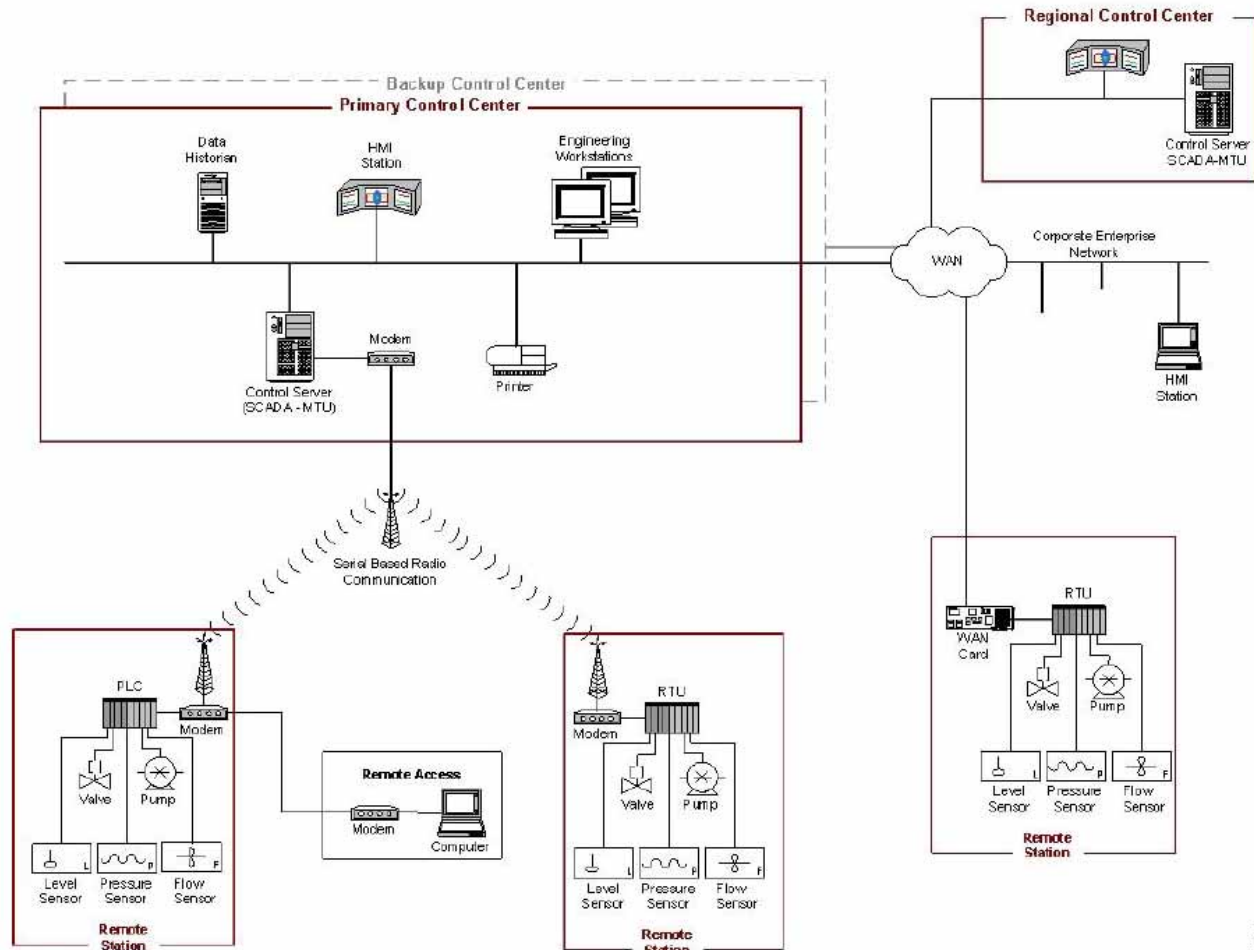 Regional Control Center
Control Server
SCADA-MTU
Backup Control Center
Primary Control Center
Data
Historian
HMI
Station
Engineering
Workstations
Control Server
(SCADA - MTU)
Modem
Printer
WAN
Corporate Enterprise
Network
HMI
Station
Serial Based Radio
Communication
PLC
Modem
Valve
Pump
L
P
F
Level
Sensor
Pressure
Sensor
Flow
Sensor
Remote
Station
Remote Access
Modem
Computer
RTU
Modem
Valve
Pump
L
P
F
Level
Sensor
Pressure
Sensor
Flow
Sensor
Remote
Station
RTU
WAN
Card
Valve
Pump
L
P
F
Level
Sensor
Pressure
Sensor
Flow
Sensor
Remote
Station